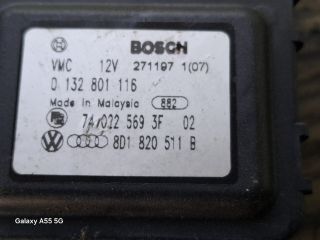 BOSCH
VMC 12V 271197 1(07)
0 132 801 116
Made in Malaysia 882
74/022 569 3F 02
8D1 820 511 B
Galaxy A55 5G